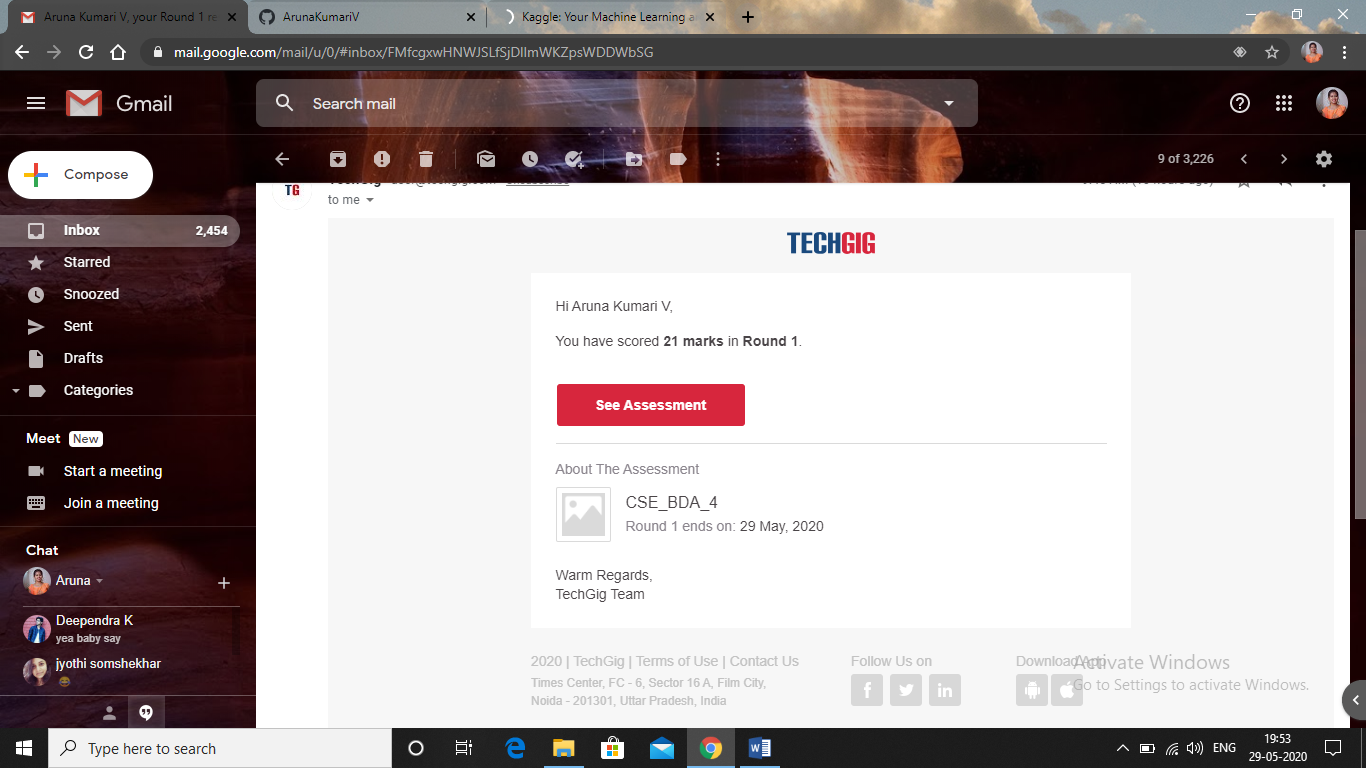 Aruna Kumari V, your Round 1 re
ArunaKumariV
Kaggle: Your Machine Learning a
mail.google.com/mail/u/0/#inbox/FMfcgxwHNWJSLfSjDlImWKZpsWDDWbSG
Gmail
Search mail
Compose
9 of 3,226
Inbox 2,454
Starred
Snoozed
Sent
Drafts
Categories
Meet New
Start a meeting
Join a meeting
Chat
Aruna
Deependra K
yea baby say
jyothi somshekhar
TG
to me
TECHGIG
Hi Aruna Kumari V,
You have scored 21 marks in Round 1.
See Assessment
About The Assessment
CSE_BDA_4
Round 1 ends on: 29 May, 2020
Warm Regards,
TechGig Team
2020 | TechGig | Terms of Use | Contact Us
Times Center, FC - 6, Sector 16 A, Film City,
Noida - 201301, Uttar Pradesh, India
Follow Us on
Download App
Activate Windows
Go to Settings to activate Windows.
Type here to search
ENG
19:53
29-05-2020